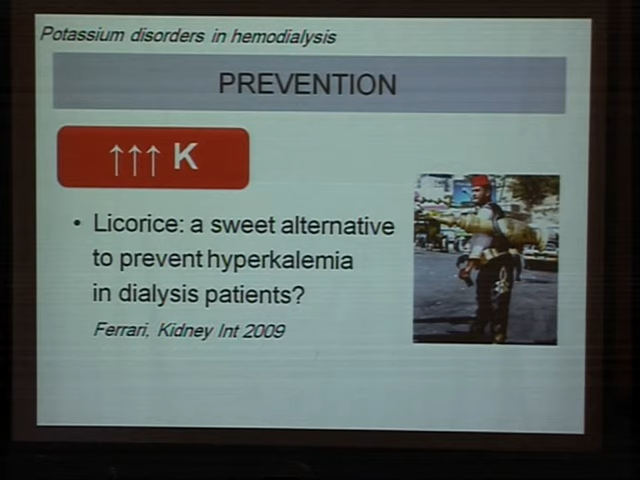 Potassium disorders in hemodialysis
PREVENTION
↑↑↑ K
• Licorice: a sweet alternative
to prevent hyperkalemia
in dialysis patients?
Ferrari, Kidney Int 2009